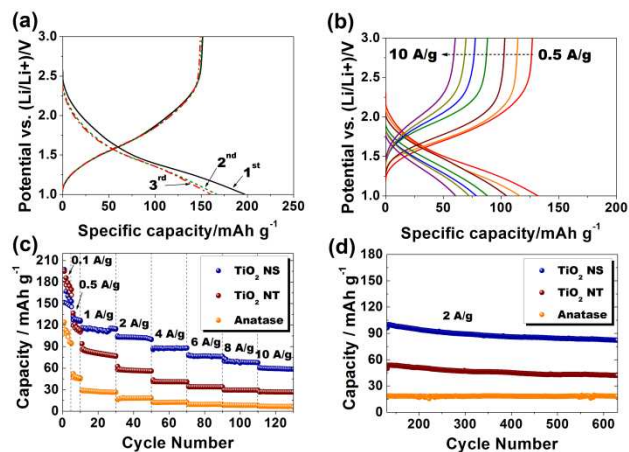 (a)
3.0
2.5
2.0
1.5
1.0
Potential vs. (Li/Li+)/V
2nd
1st
3rd
0 50 100 150 200 250
Specific capacity/mAh g-1
(b)
3.0
2.5
2.0
1.5
1.0
Potential vs. (Li/Li+)/V
10 A/g 0.5 A/g
0 50 100 150 200
Specific capacity/mAh g-1
(c)
210
180
150
120
90
60
30
0
Capacity / mAh g-1
0.1 A/g
0.5 A/g
1 A/g
2 A/g
4 A/g
6 A/g
8 A/g
10 A/g
TiO2 NS
TiO2 NT
Anatase
0 20 40 60 80 100 120
Cycle Number
(d)
180
150
120
90
60
30
0
Capacity / mAh g-1
2 A/g
TiO2 NS
TiO2 NT
Anatase
200 300 400 500 600
Cycle Number